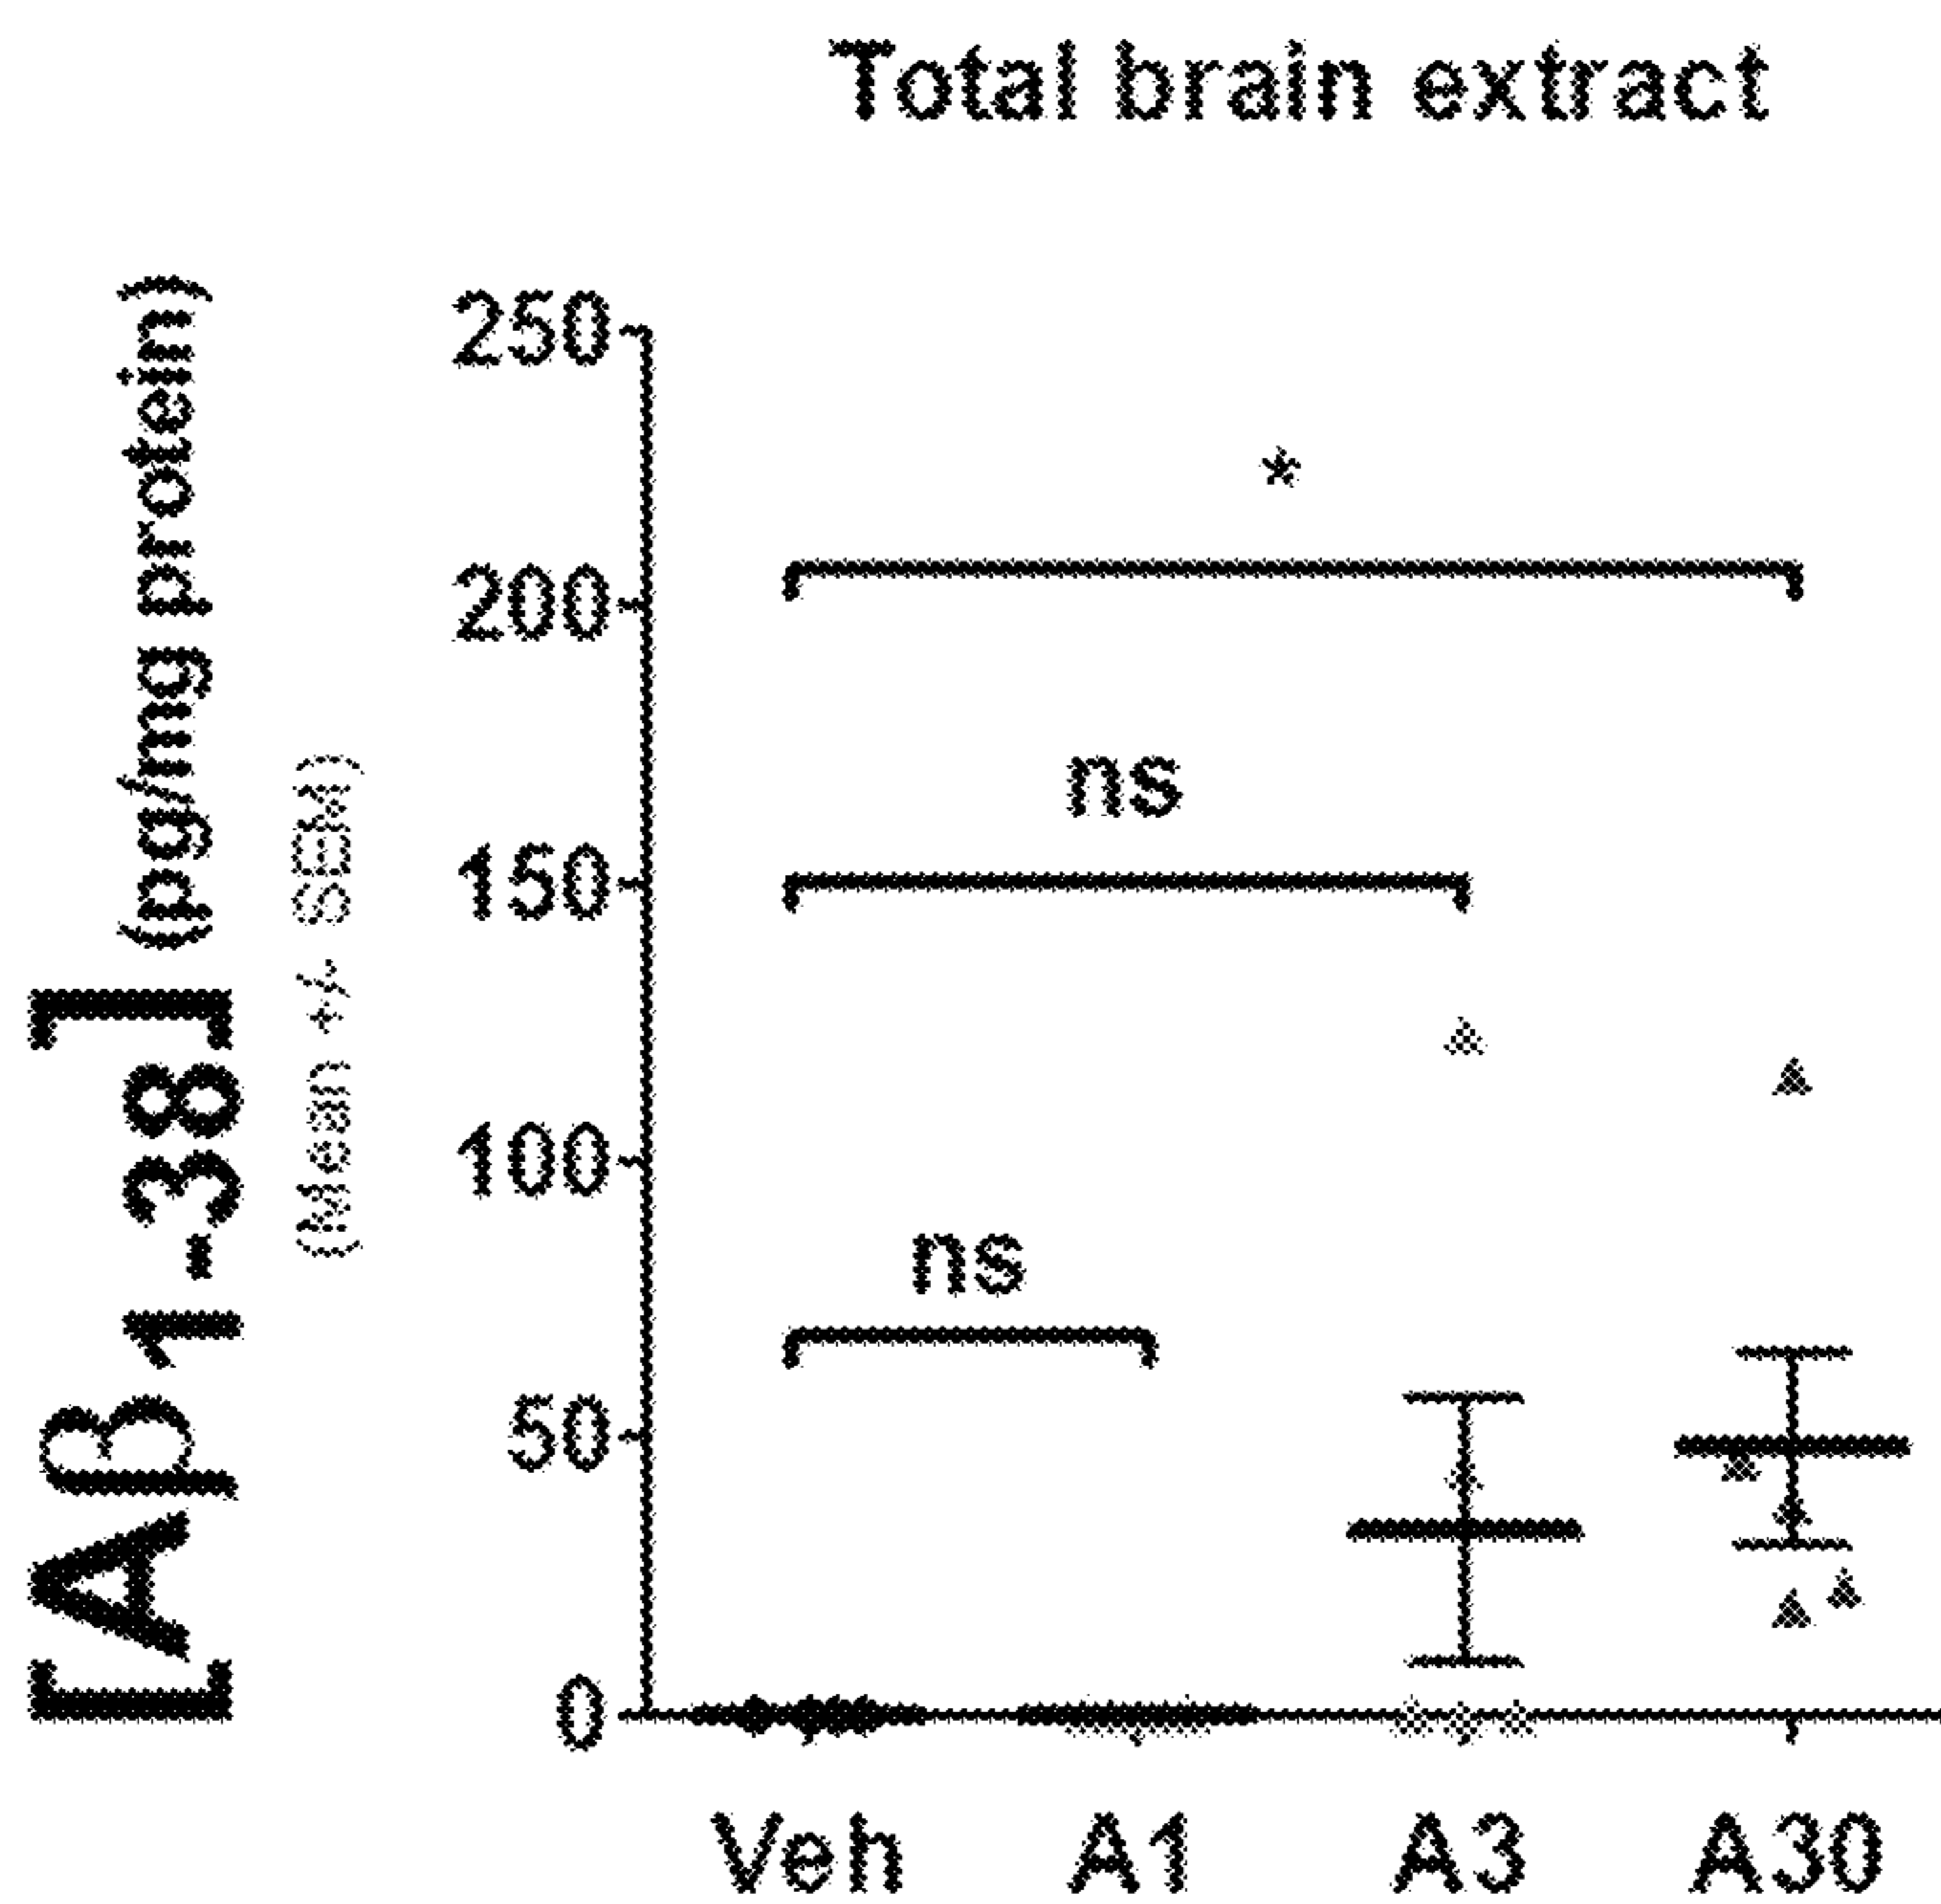 Total brain extract
[Aβ1-38] (pg/mg protein)
(Mean +/- SEM)
250
*
200
ns
150
100
ns
50
0
Veh A1 A3 A30